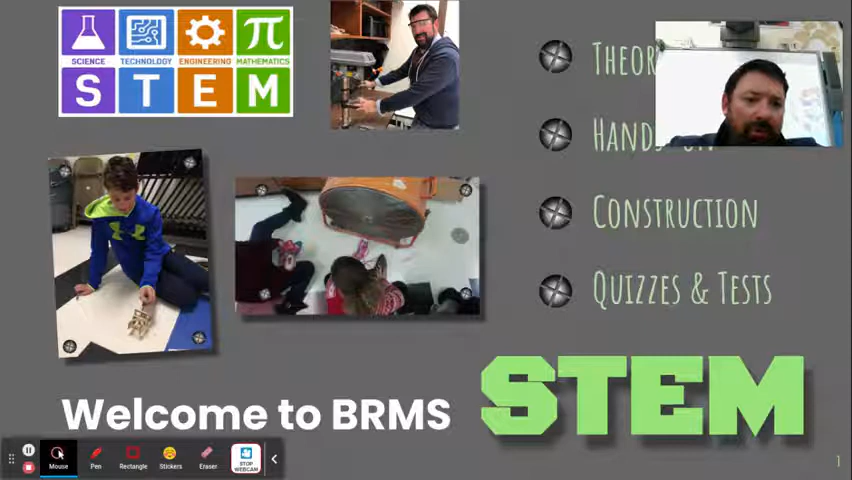 SCIENCE TECHNOLOGY ENGINEERING MATHEMATICS
S T E M
Construction
Quizzes & Tests
Welcome to BRMS
STEM
Mouse Pen Rectangle Stickers Eraser STOP WEBCAM
1